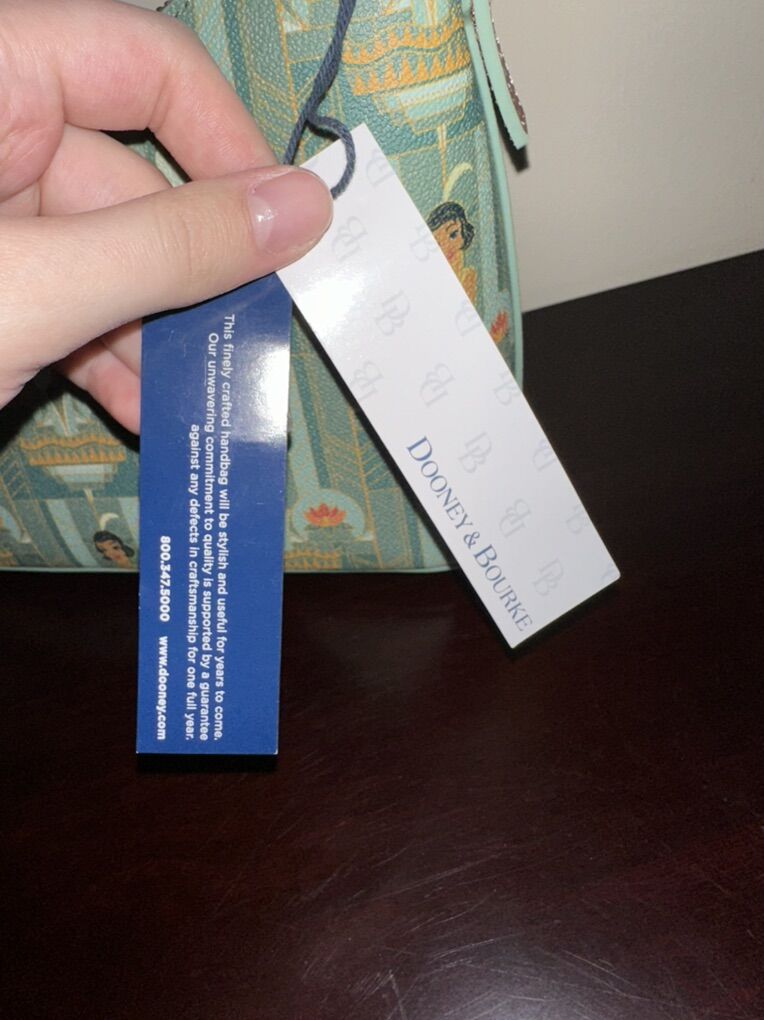 This finely crafted handbag will be stylish and useful for years to come.
Our unwavering commitment to quality is supported by a guarantee
against any defects in craftsmanship for one full year.
800.347.5000 www.dooney.com
DOONEY & BOURKE